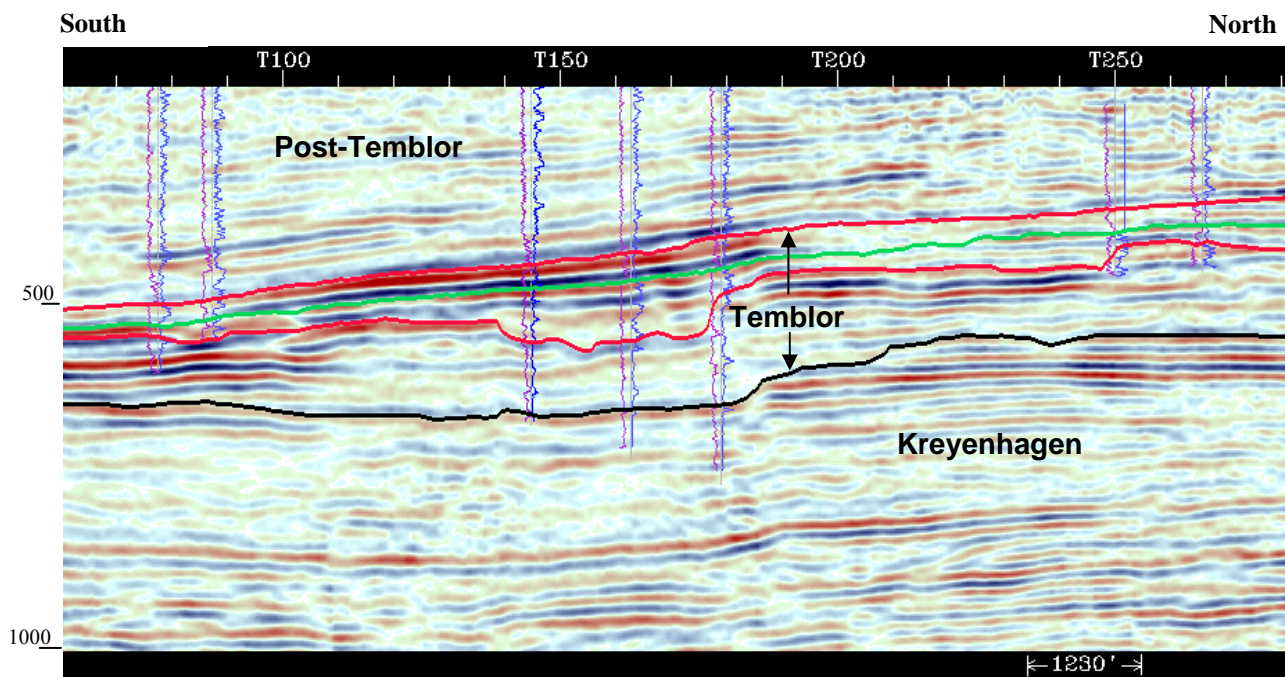 South North
T100 T150 T200 T250
Post-Temblor
500
Temblor
Kreyenhagen
1000
1230'